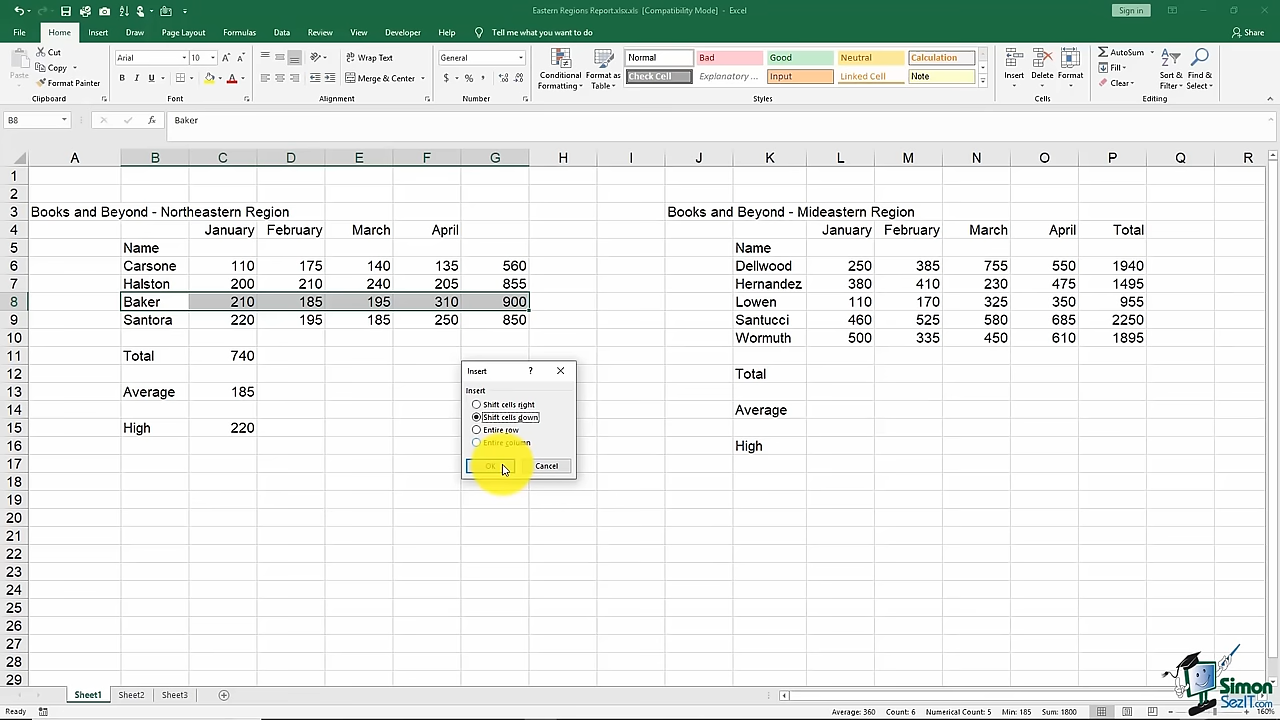 Eastern Regions Report.xlsx.xls [Compatibility Mode] - Excel
Sign in
File Home Insert Draw Page Layout Formulas Data Review View Developer Help Tell me what you want to do Share
Paste Cut Arial 10 Wrap Text General Conditional Formatting Format as Table Normal Bad Good Neutral Calculation Insert Delete Format AutoSum Sort & Filter Find & Select
Copy Fill
Format Painter B I U Merge & Center $ % Check Cell Explanatory ... Input Linked Cell Note Clear
Clipboard Font Alignment Number Styles Cells Editing
B8 fx Baker
A B C D E F G H I J K L M N O P Q R
1
2
3 Books and Beyond - Northeastern Region Books and Beyond - Mideastern Region
4 January February March April January February March April Total
5 Name Name
6 Carsone 110 175 140 135 560 Dellwood 250 385 755 550 1940
7 Halston 200 210 240 205 855 Hernandez 380 410 230 475 1495
8 Baker 210 185 195 310 900 Lowen 110 170 325 350 955
9 Santora 220 195 185 250 850 Santucci 460 525 580 685 2250
10 Wormuth 500 335 450 610 1895
11 Total 740
12 Total
13 Average 185
14 Average
15 High 220
16 High
17
18
19
20
21
22
23
24
25
26
27
28
29
Insert ?
Insert
Shift cells right
Shift cells down
Entire row
Entire column
OK Cancel
Sheet1 Sheet2 Sheet3
Ready Average: 360 Count: 6 Numerical Count: 5 Min: 185 Sum: 1800 160%
Simon
SezIT.com